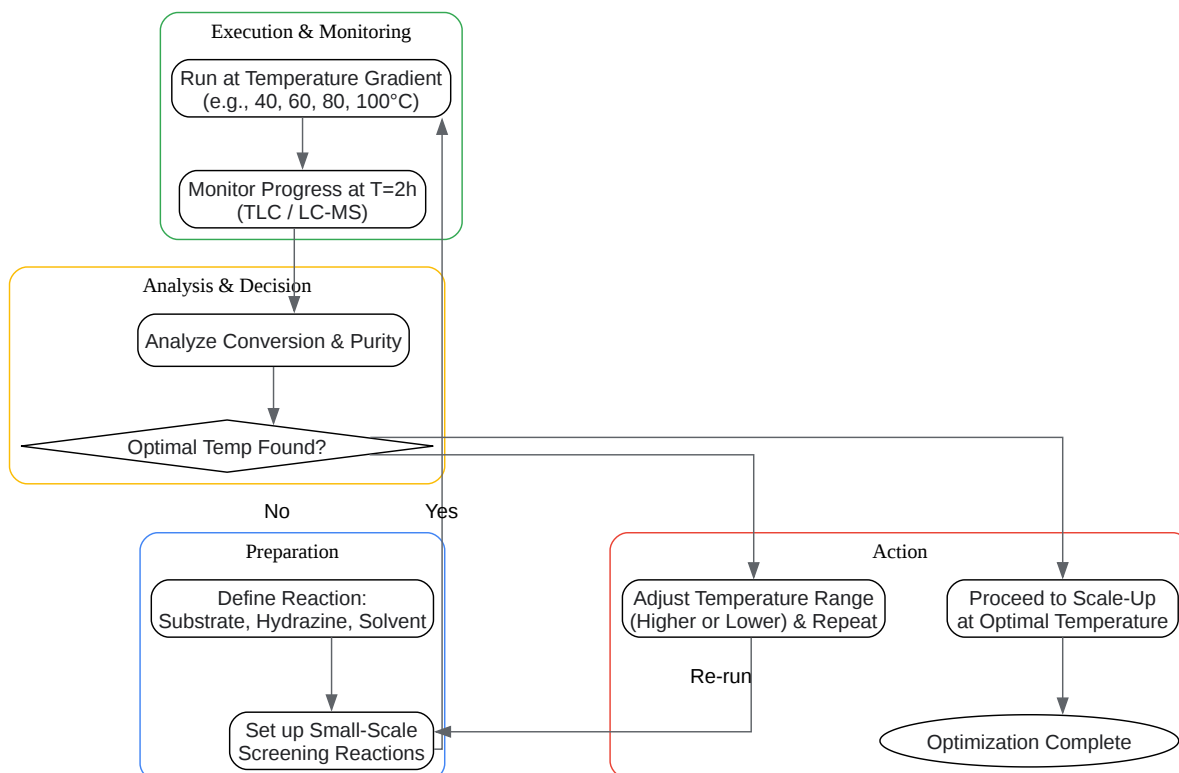 Execution & Monitoring
Run at Temperature Gradient
(e.g., 40, 60, 80, 100°C)
Monitor Progress at T=2h
(TLC / LC-MS)
Analysis & Decision
Analyze Conversion & Purity
Optimal Temp Found?
No
Yes
Preparation
Define Reaction:
Substrate, Hydrazine, Solvent
Set up Small-Scale
Screening Reactions
Action
Adjust Temperature Range
(Higher or Lower) & Repeat
Re-run
Proceed to Scale-Up
at Optimal Temperature
Optimization Complete